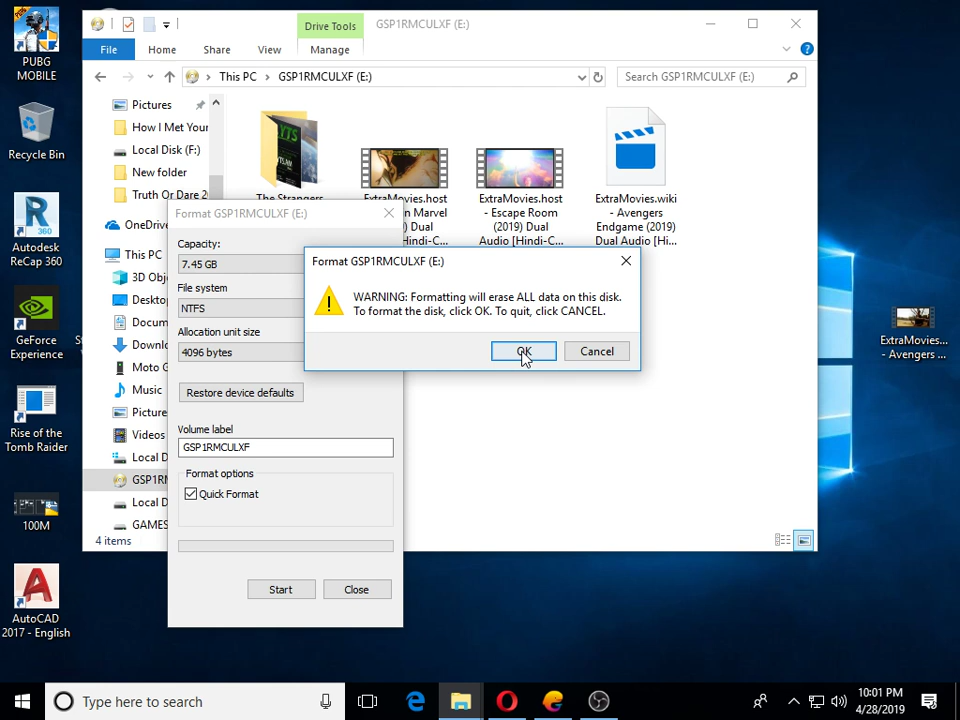 PUBG
MOBILE
Recycle Bin
Autodesk
ReCap 360
GeForce
Experience
Rise of the
Tomb Raider
100M
AutoCAD
2017 - English
Drive Tools
GSP1RMCULXF (E:)
File
Home
Share
View
Manage
This PC
GSP1RMCULXF (E:)
Search GSP1RMCULXF (E:)
Pictures
How I Met Your
Local Disk (F:)
New folder
Truth Or Dare 2
OneDrive
This PC
3D Obj
Desktop
Docum
Downl
Moto G
Music
Picture
Videos
Local D
GSP1RM
Local D
GAMES
4 items
The Strangers
ExtraMovies.host
n Marvel
) Dual
[Hindi-C...
ExtraMovies.host
- Escape Room
(2019) Dual
Audio [Hindi-C...
ExtraMovies.wiki
- Avengers
Endgame (2019)
Dual Audio [Hi...
Format GSP1RMCULXF (E:)
Capacity:
7.45 GB
File system
NTFS
Allocation unit size
4096 bytes
Restore device defaults
Volume label
GSP1RMCULXF
Format options
Quick Format
Start
Close
Format GSP1RMCULXF (E:)
WARNING: Formatting will erase ALL data on this disk.
To format the disk, click OK. To quit, click CANCEL.
OK
Cancel
ExtraMovies...
- Avengers ...
Type here to search
10:01 PM
4/28/2019